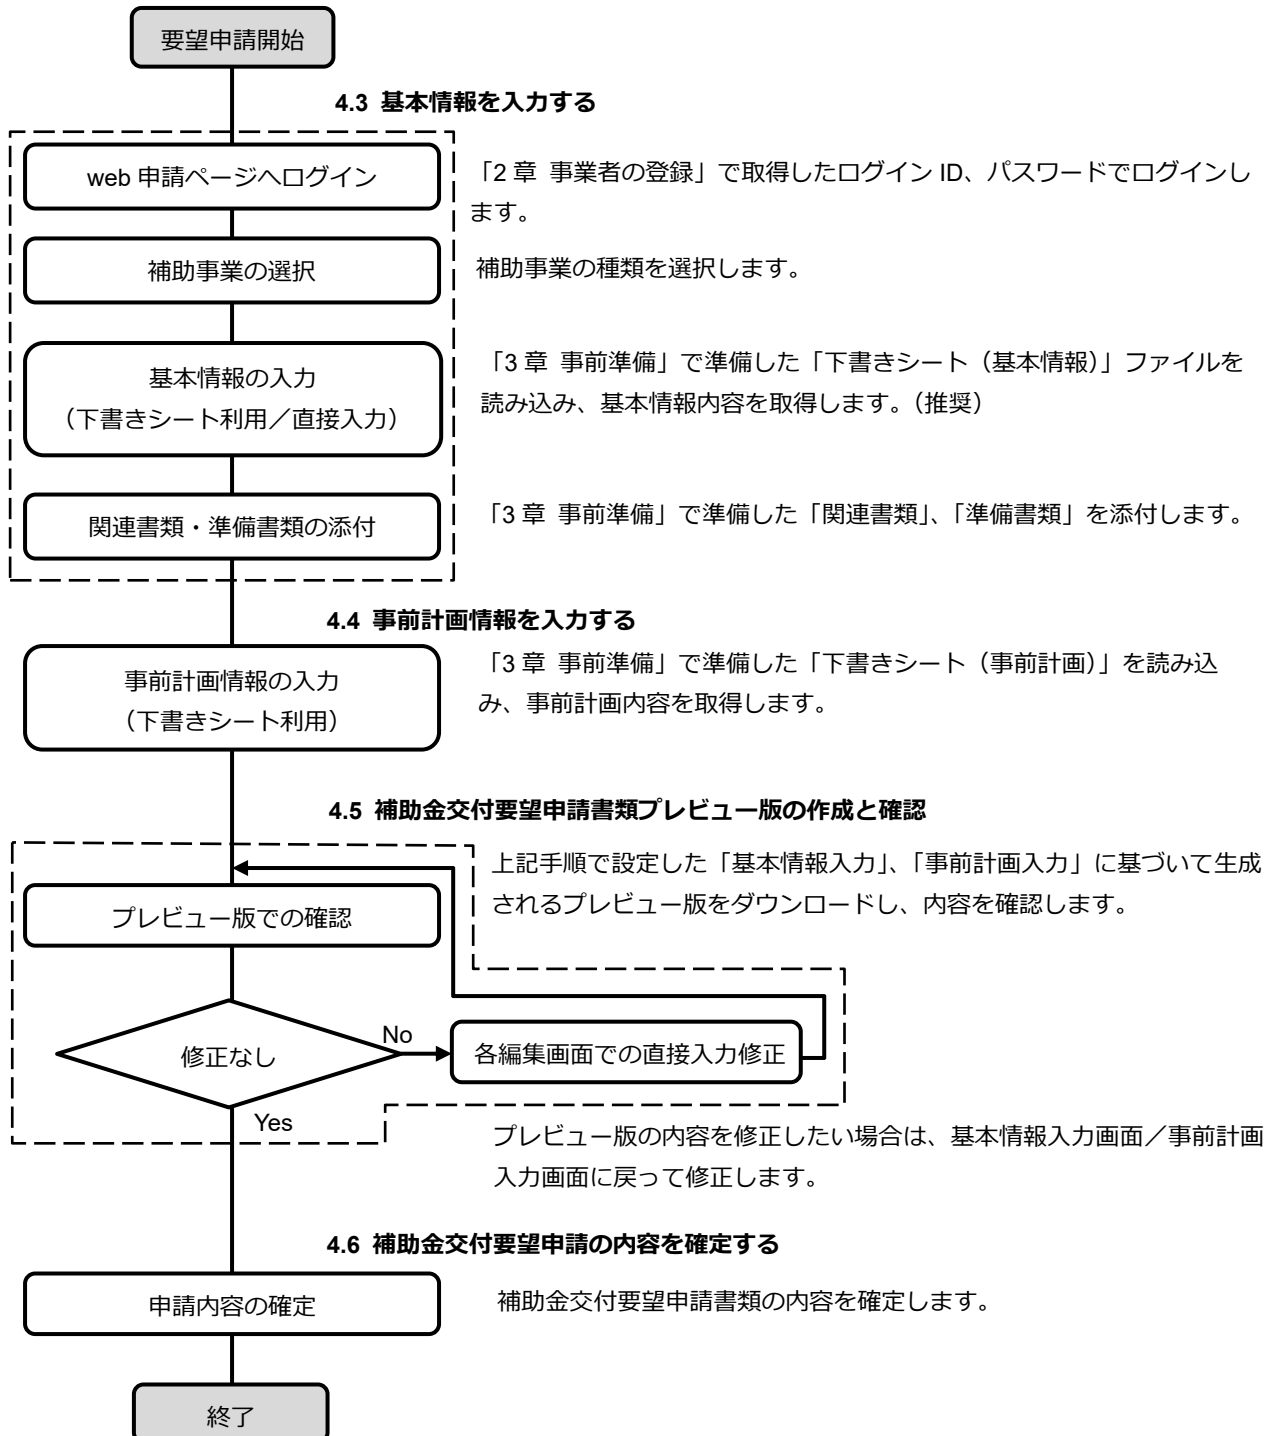 要望申請開始
4.3 基本情報を入力する
web 申請ページへログイン
「2 章 事業者の登録」で取得したログイン ID、パスワードでログインし
ます。
補助事業の選択
補助事業の種類を選択します。
基本情報の入力
（下書きシート利用／直接入力）
「3 章 事前準備」で準備した「下書きシート（基本情報）」ファイルを
読み込み、基本情報内容を取得します。（推奨）
関連書類・準備書類の添付
「3 章 事前準備」で準備した「関連書類」、「準備書類」を添付します。
4.4 事前計画情報を入力する
事前計画情報の入力
（下書きシート利用）
「3 章 事前準備」で準備した「下書きシート（事前計画）」を読み込
み、事前計画内容を取得します。
4.5 補助金交付要望申請書類プレビュー版の作成と確認
上記手順で設定した「基本情報入力」、「事前計画入力」に基づいて生成
されるプレビュー版をダウンロードし、内容を確認します。
プレビュー版での確認
修正なし
No
各編集画面での直接入力修正
Yes
プレビュー版の内容を修正したい場合は、基本情報入力画面／事前計画
入力画面に戻って修正します。
4.6 補助金交付要望申請の内容を確定する
申請内容の確定
補助金交付要望申請書類の内容を確定します。
終了